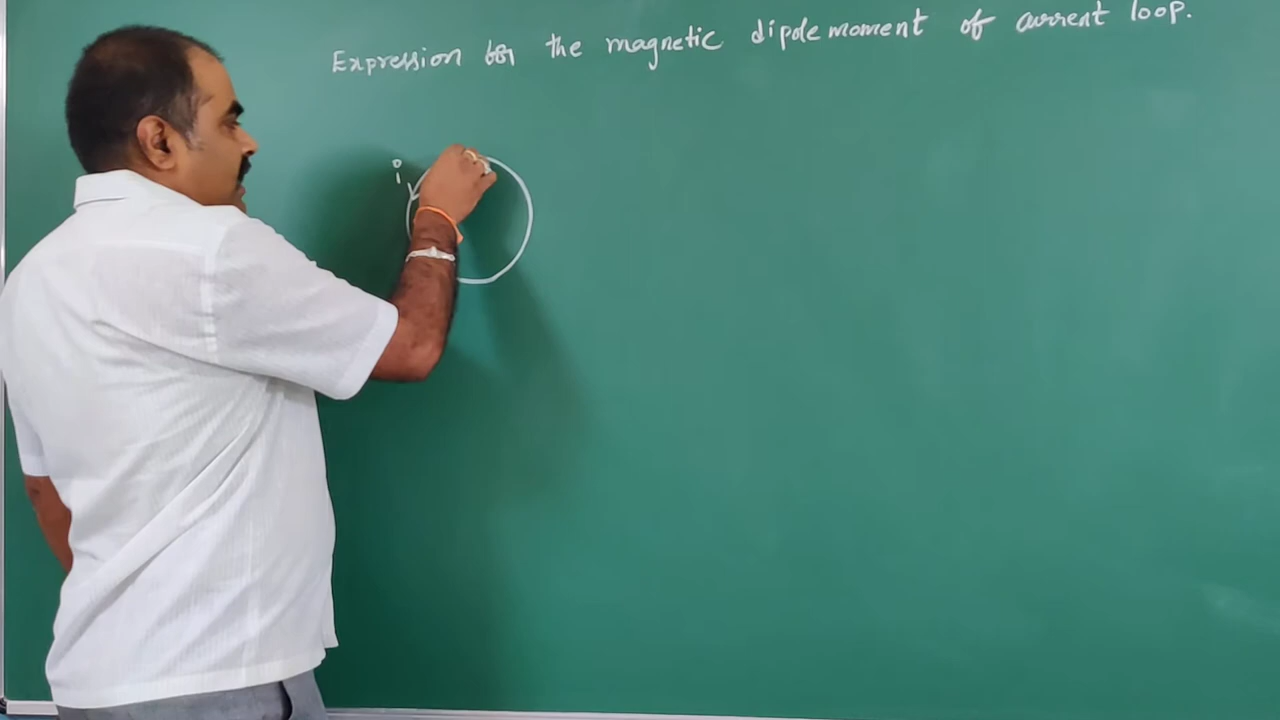 Expression for the magnetic dipole moment of current loop.
i